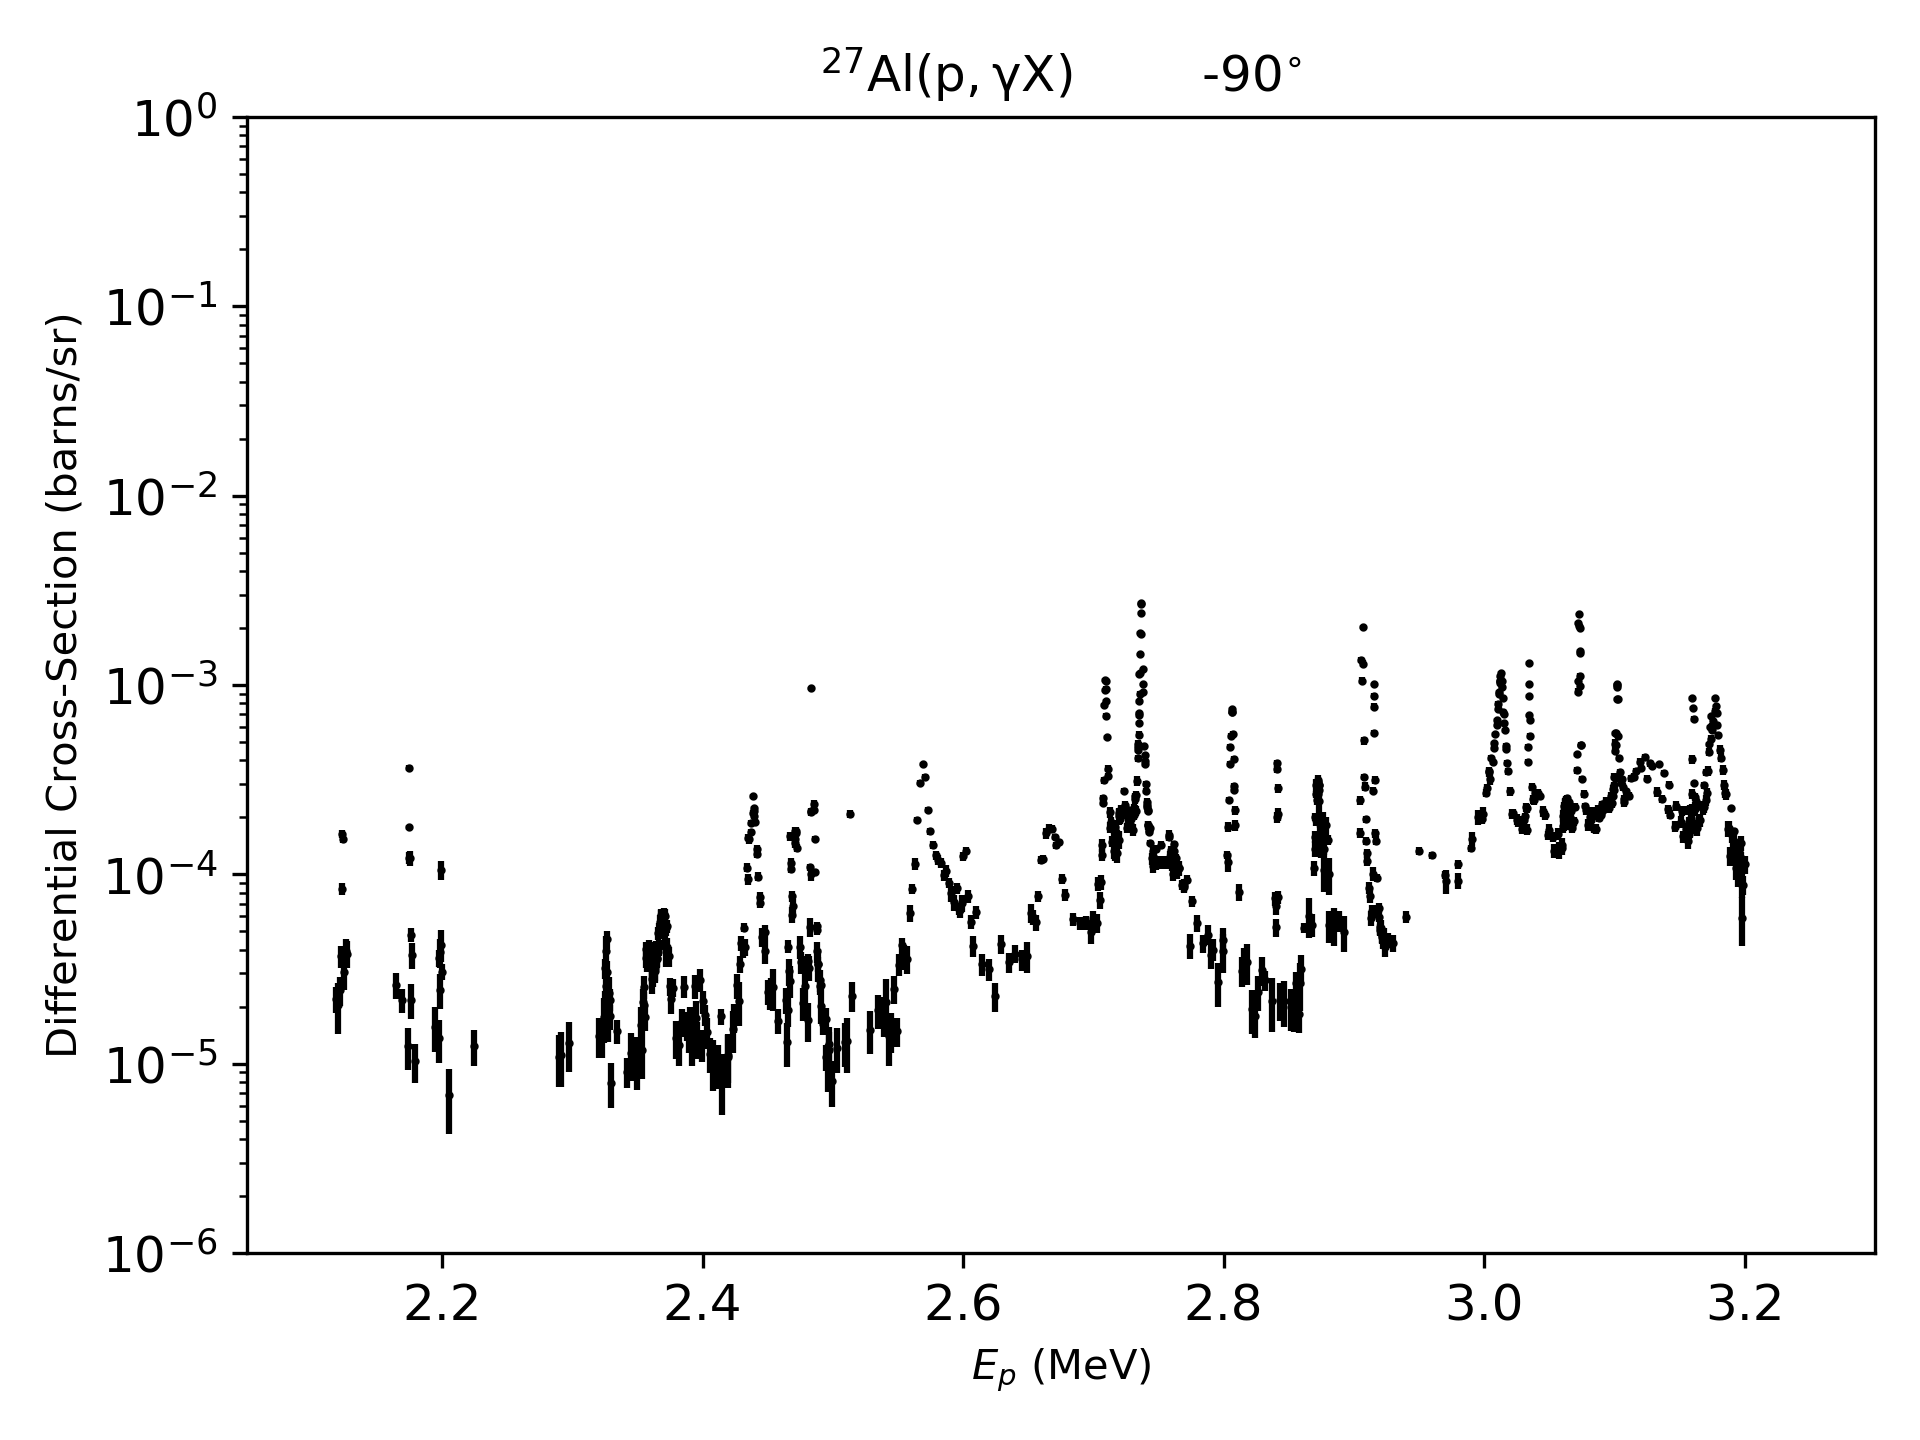 ²⁷Al(p, γX) -90°
10⁰
10⁻¹
10⁻²
10⁻³
10⁻⁴
10⁻⁵
10⁻⁶
Differential Cross-Section (barns/sr)
2.2 2.4 2.6 2.8 3.0 3.2
Eₚ (MeV)